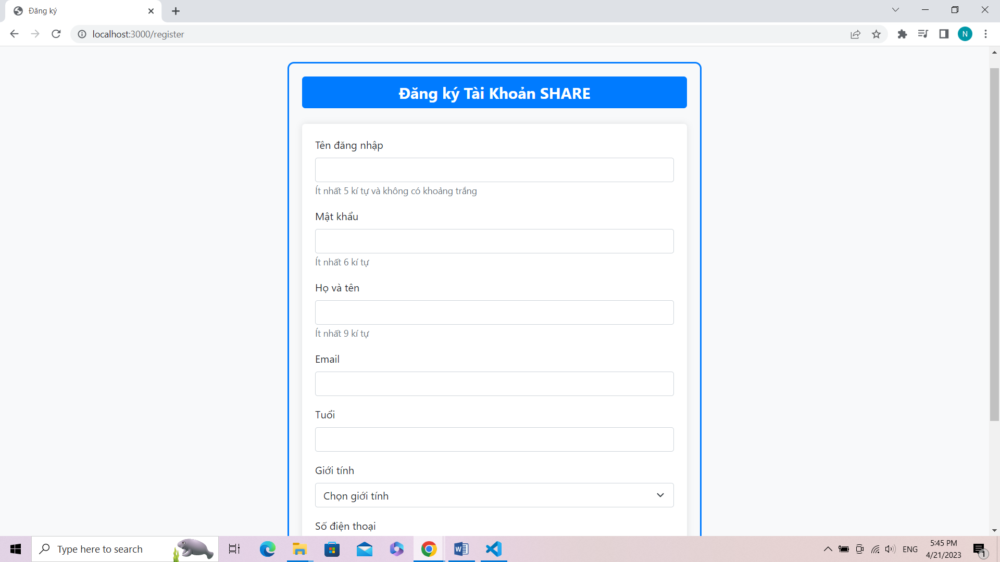 Đăng ký
localhost:3000/register
N
Đăng ký Tài Khoản SHARE
Tên đăng nhập
Ít nhất 5 kí tự và không có khoảng trắng
Mật khẩu
Ít nhất 6 kí tự
Họ và tên
Ít nhất 9 kí tự
Email
Tuổi
Giới tính
Chọn giới tính
Số điện thoại
Type here to search
ENG
5:45 PM
4/21/2023
1